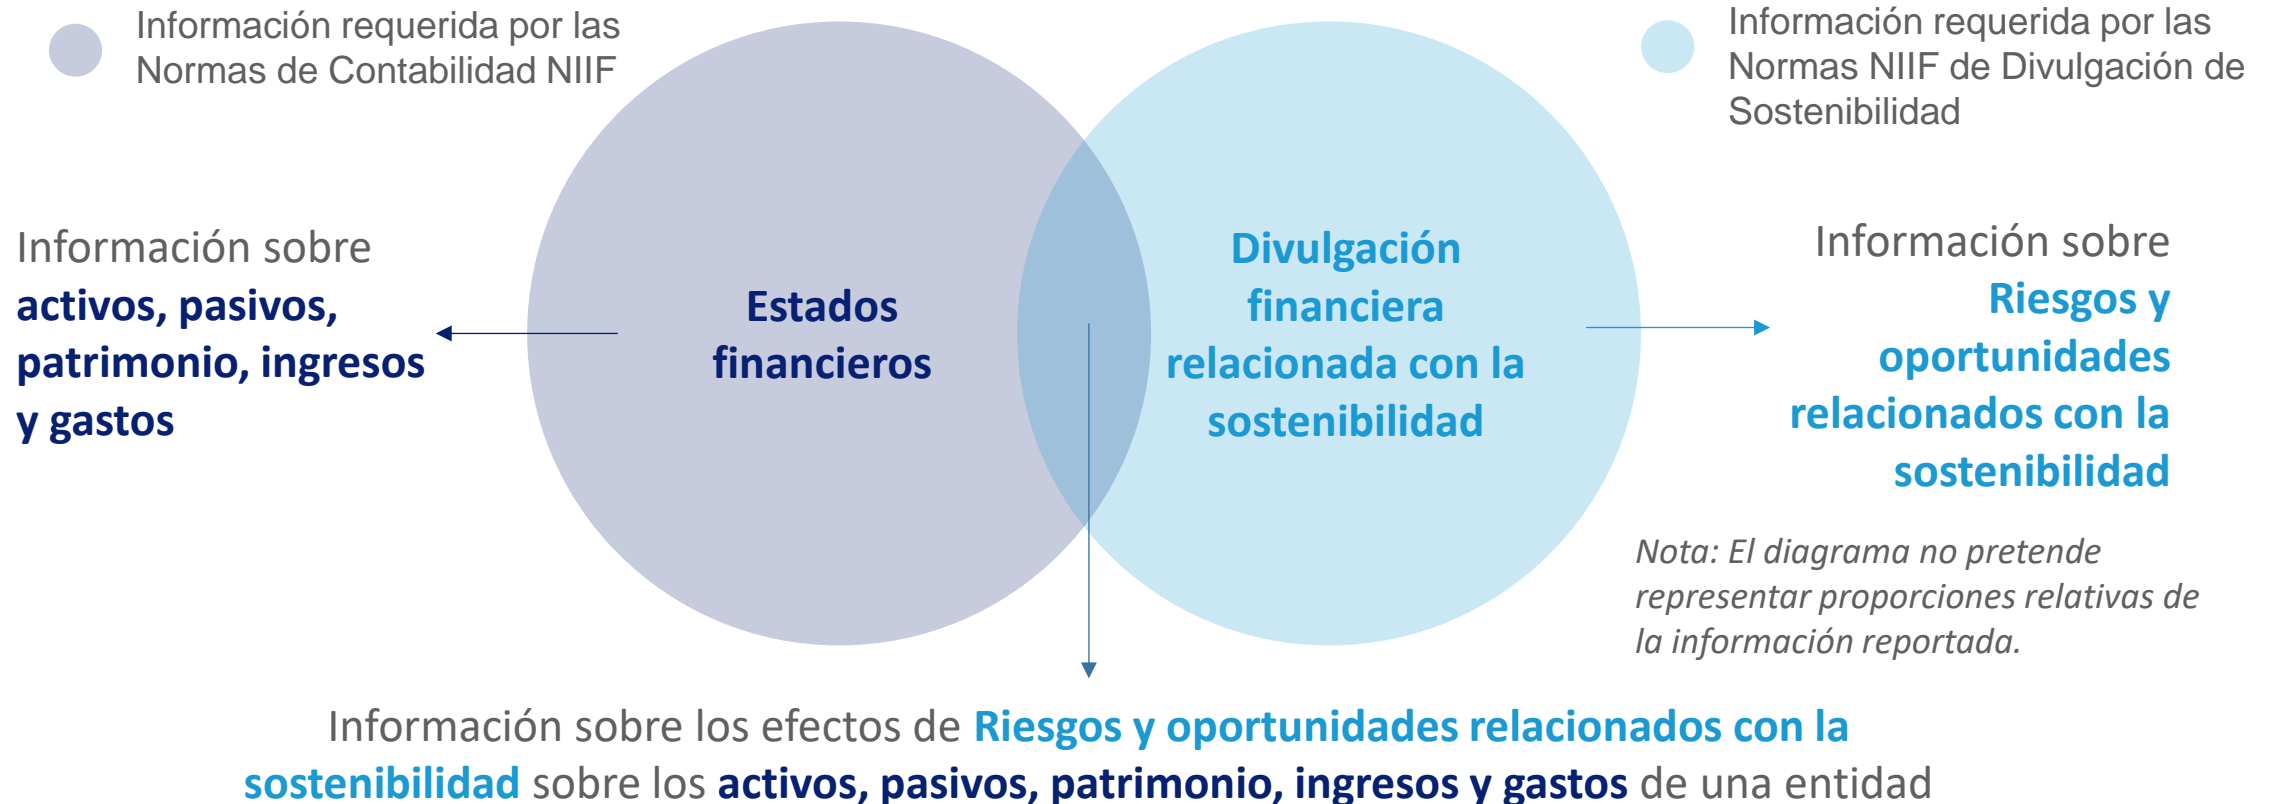 Información requerida por las
Normas de Contabilidad NIIF
Información requerida por las
Normas NIIF de Divulgación de
Sostenibilidad
Información sobre
activos, pasivos,
patrimonio, ingresos
y gastos
Estados
financieros
Divulgación
financiera
relacionada con la
sostenibilidad
Información sobre
Riesgos y
oportunidades
relacionados con la
sostenibilidad
Nota: El diagrama no pretende
representar proporciones relativas de
la información reportada.
Información sobre los efectos de Riesgos y oportunidades relacionados con la
sostenibilidad sobre los activos, pasivos, patrimonio, ingresos y gastos de una entidad